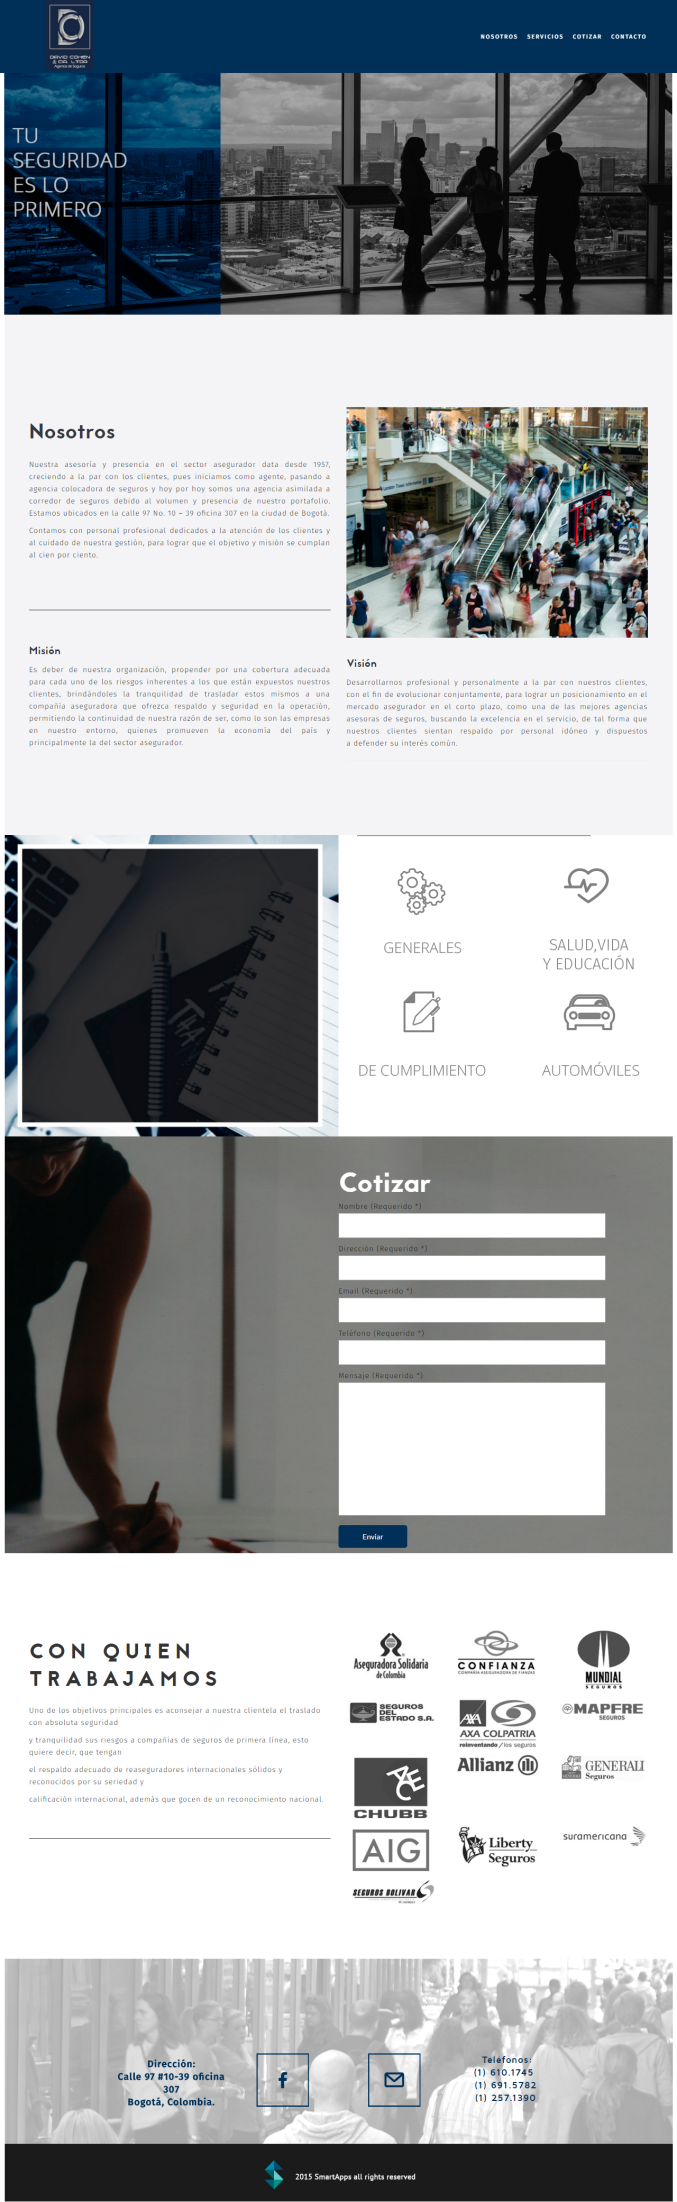 DAVID COHEN
& CIA. LTDA
Agencia de Seguros
NOSOTROS SERVICIOS COTIZAR CONTACTO
TU
SEGURIDAD
ES LO
PRIMERO
Nosotros
Nuestra asesoría y presencia en el sector asegurador data desde 1957,
creciendo a la par con los clientes, pues iniciamos como agente, pasando a
agencia colocadora de seguros y hoy por hoy somos una agencia asimilada a
corredor de seguros debido al volumen y presencia de nuestro portafolio.
Estamos ubicados en la calle 97 No. 10 – 39 oficina 307 en la ciudad de Bogotá.
Contamos con personal profesional dedicados a la atención de los clientes y
al cuidado de nuestra gestión, para lograr que el objetivo y misión se cumplan
al cien por ciento.
Misión
Es deber de nuestra organización, propender por una cobertura adecuada
para cada uno de los riesgos inherentes a los que están expuestos nuestros
clientes, brindándoles la tranquilidad de trasladar estos mismos a una
compañía aseguradora que ofrezca respaldo y seguridad en la operación,
permitiendo la continuidad de nuestra razón de ser, como lo son las empresas
en nuestro entorno, quienes promueven la economía del país y
principalmente la del sector asegurador.
Visión
Desarrollarnos profesional y personalmente a la par con nuestros clientes,
con el fin de evolucionar conjuntamente, para lograr un posicionamiento en el
mercado asegurador en el corto plazo, como una de las mejores agencias
asesoras de seguros, buscando la excelencia en el servicio, de tal forma que
nuestros clientes sientan respaldo por personal idóneo y dispuestos
a defender su interés común.
GENERALES
SALUD,VIDA
Y EDUCACIÓN
DE CUMPLIMIENTO
AUTOMÓVILES
Cotizar
Nombre (Requerido *)
Dirección (Requerido *)
Email (Requerido *)
Teléfono (Requerido *)
Mensaje (Requerido *)
Enviar
CON QUIEN
TRABAJAMOS
Uno de los objetivos principales es aconsejar a nuestra clientela el traslado
con absoluta seguridad
y tranquilidad sus riesgos a compañías de seguros de primera línea, esto
quiere decir, que tengan
el respaldo adecuado de reaseguradores internacionales sólidos y
reconocidos por su seriedad y
calificación internacional, además que gocen de un reconocimiento nacional.
Aseguradora Solidaria
de Colombia
CONFIANZA
COMPAÑIA ASEGURADORA DE FIANZAS
MUNDIAL
SEGUROS
SEGUROS
DEL
ESTADO S.A.
AXA
AXA COLPATRIA
reinventando / los seguros
MAPFRE
SEGUROS
CHUBB
Allianz
GENERALI
Seguros
AIG
Liberty
Seguros
suramericana
SEGUROS BOLIVAR
Dirección:
Calle 97 #10-39 oficina
307
Bogotá, Colombia.
Teléfonos:
(1) 610.1745
(1) 691.5782
(1) 257.1390
2015 SmartApps all rights reserved